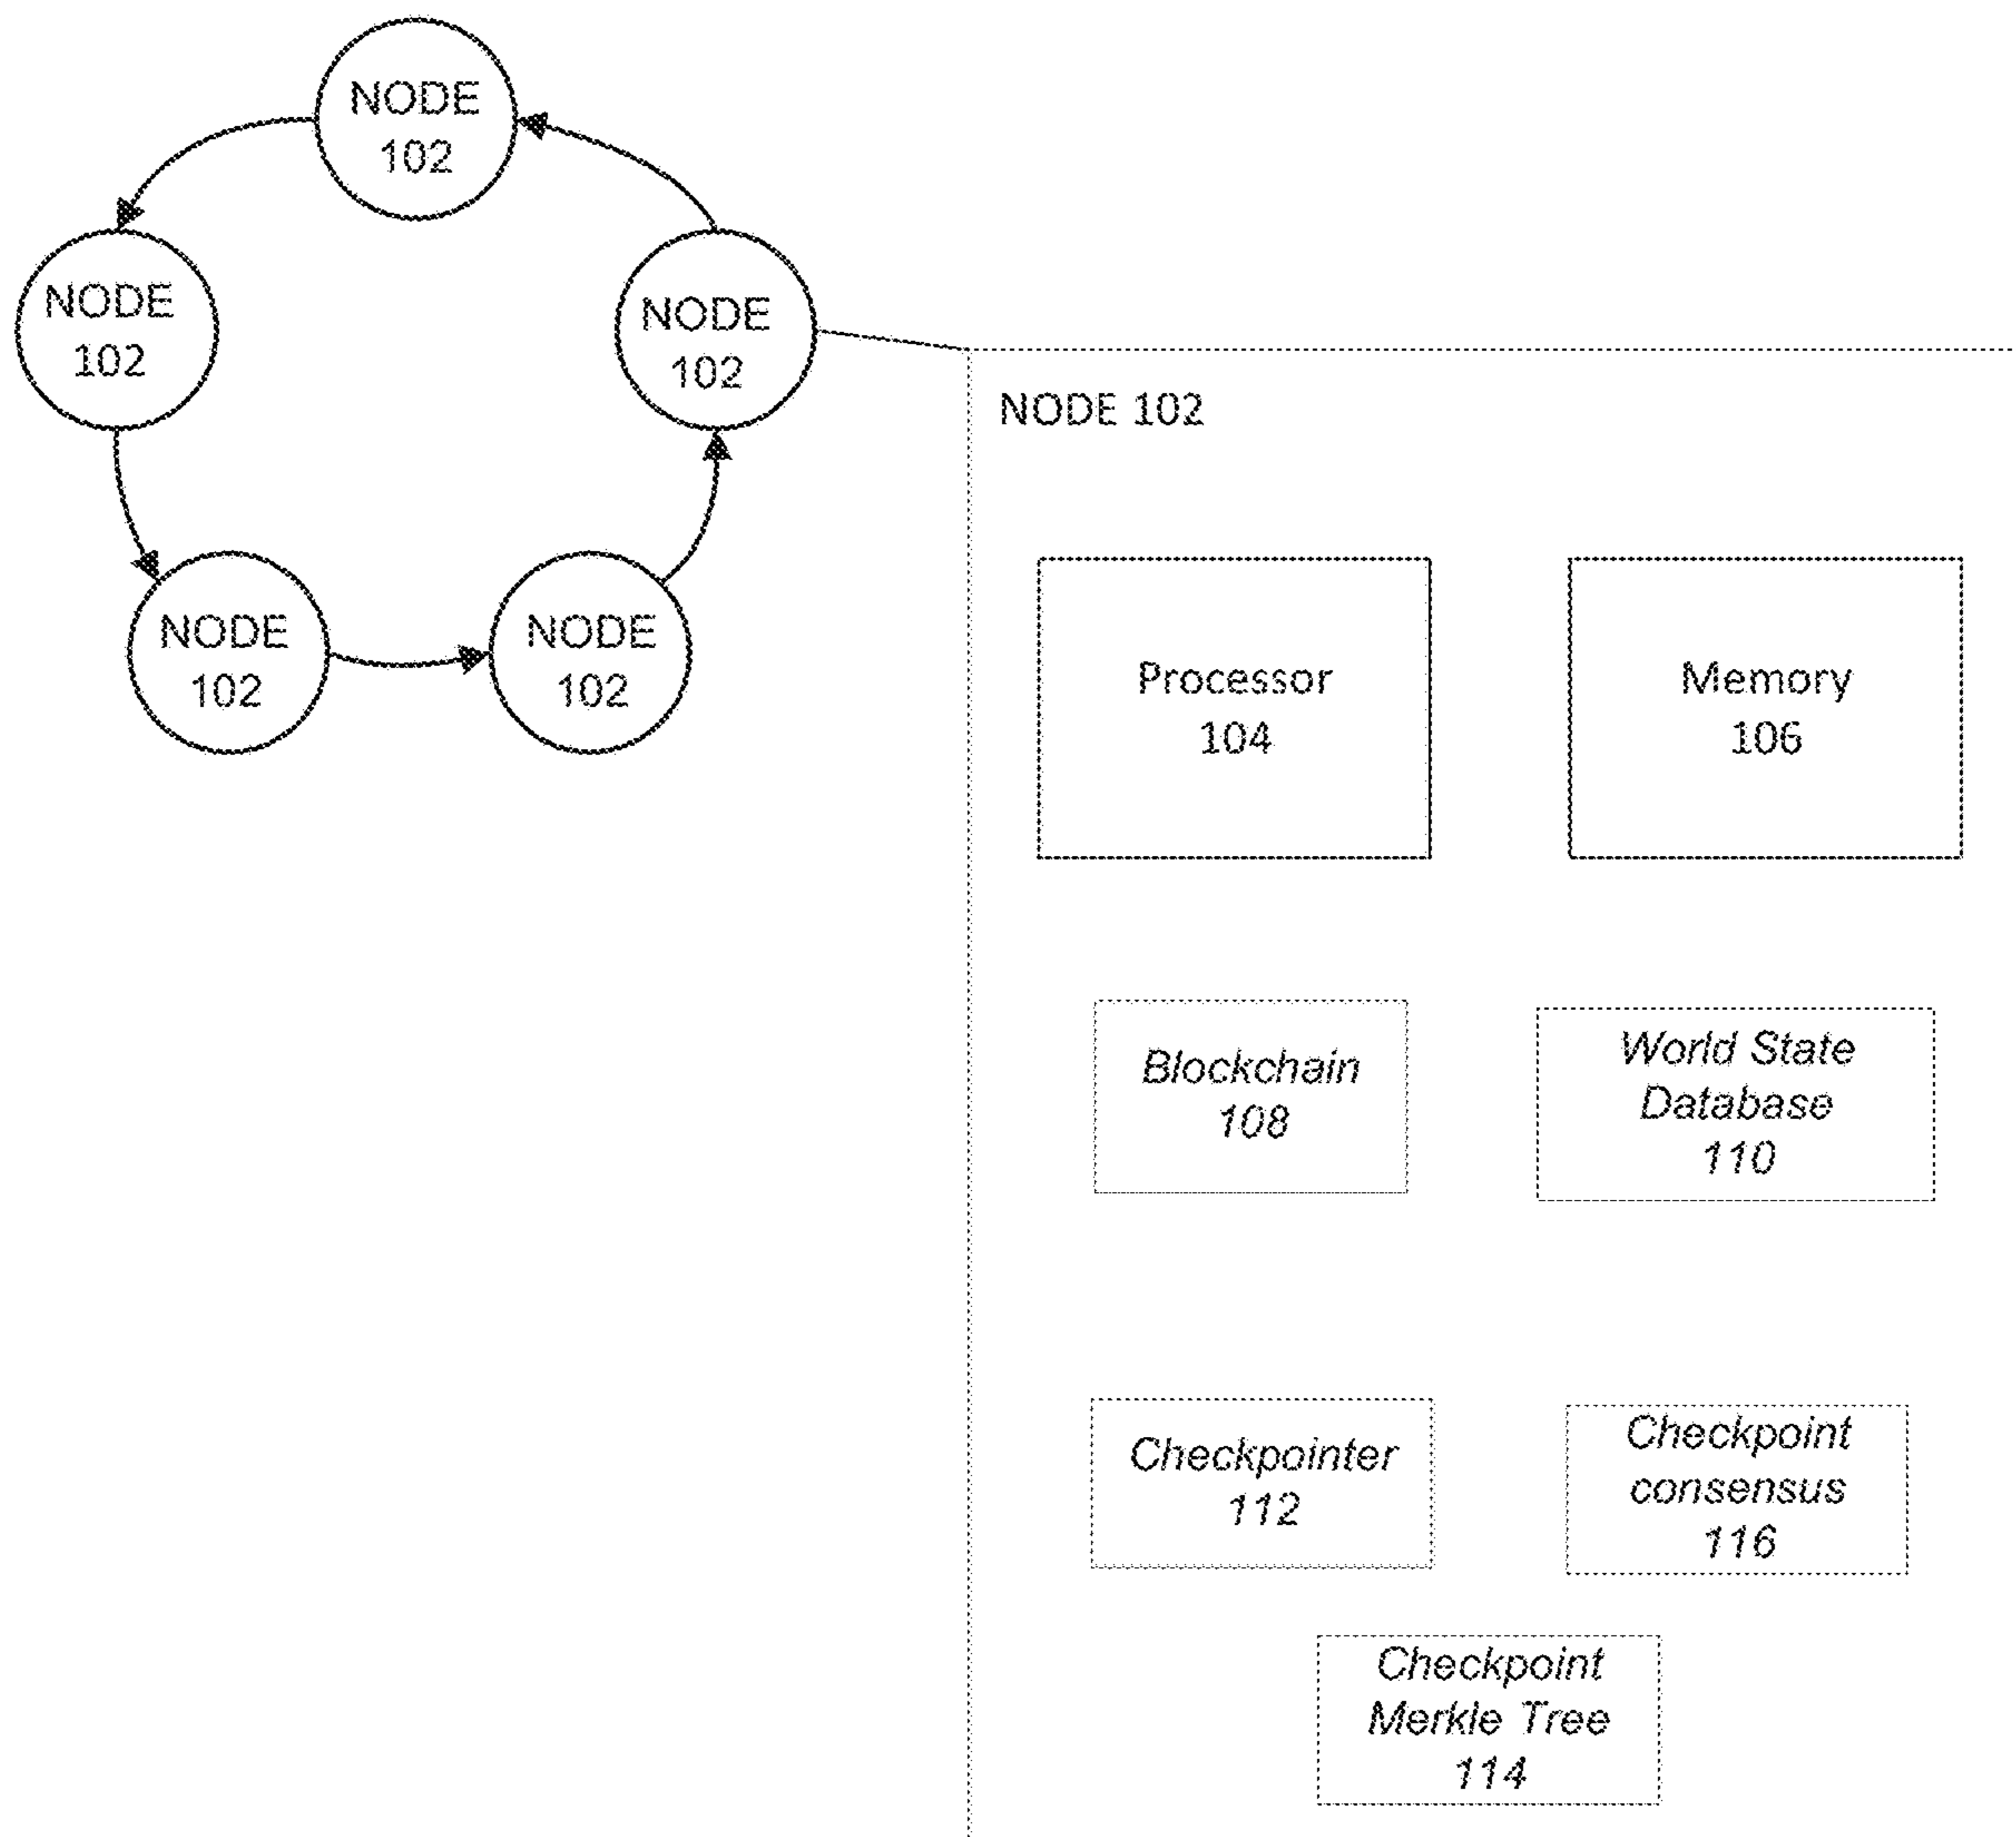 NODE
102
NODE
102
NODE
102
NODE
102
NODE
102
NODE 102
Processor
104
Memory
106
Blockchain
108
World State
Database
110
Checkpointer
112
Checkpoint
consensus
116
Checkpoint
Merkle Tree
114